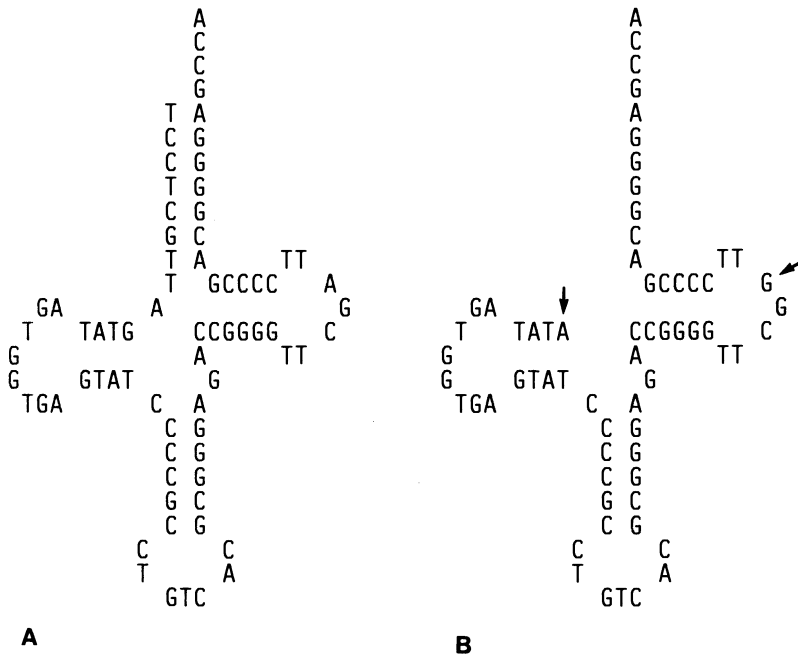 A A
C C
C C
G G
T A A
C G G
C G G
T G G
C G G
G C C
T A TT A TT
T GCCCC A GCCCC G
GA A G GA G
T TATG CCGGGG C T TATA CCGGGG C
G A TT G A TT
G GTAT G G GTAT G
TGA C A TGA C A
C G C G
C G C G
C G C G
G C G C
C G C G
C C C C
T A T A
GTC GTC
A B